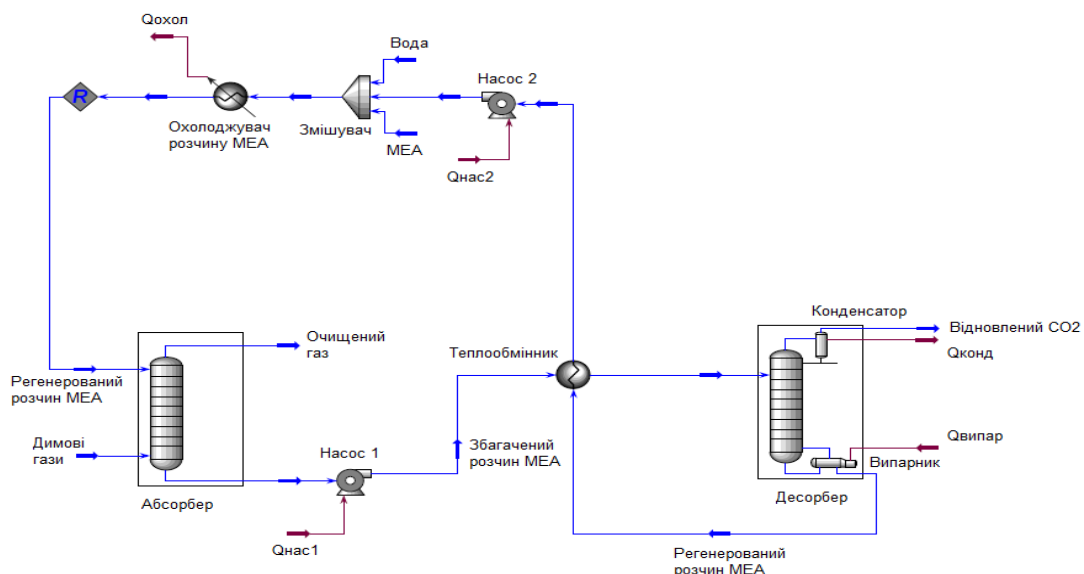 Qохол
Вода
Насос 2
R
Охолоджувач
розчину МЕА
Змішувач
МЕА
Qнас2
Конденсатор
Відновлений СО2
Qконд
Очищений
газ
Теплообмінник
Регенерований
розчин МЕА
Димові
гази
Насос 1
Збагачений
розчин МЕА
Qвипар
Випарник
Абсорбер
Десорбер
Qнас1
Регенерований
розчин МЕА